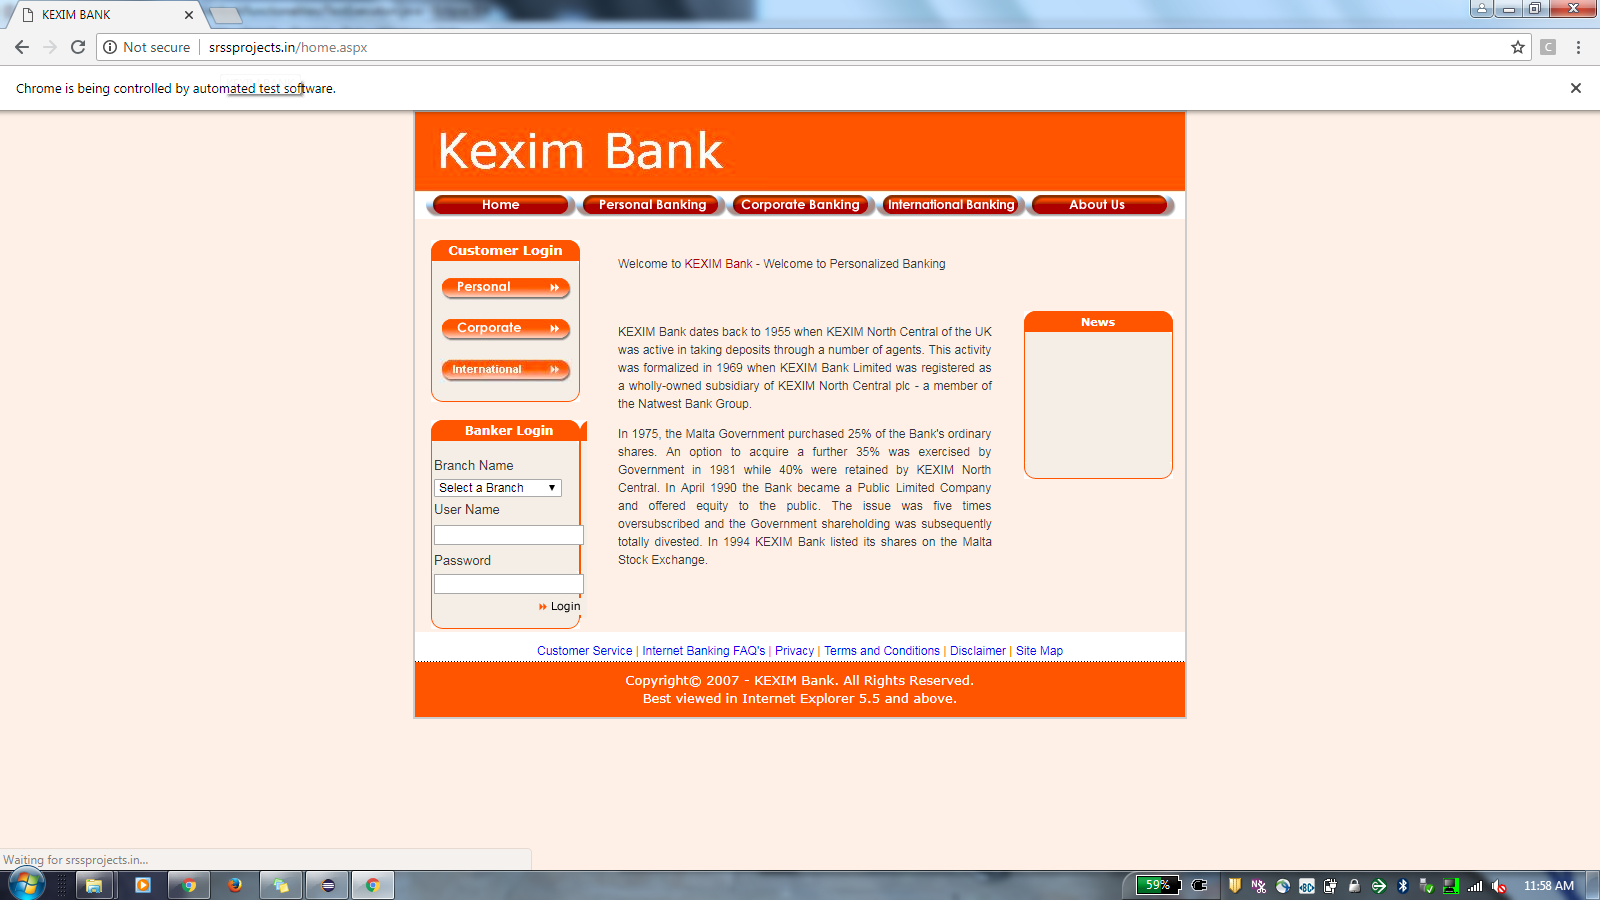 KEXIM BANK
Not secure
srssprojects.in/home.aspx
C
Chrome is being controlled by automated test software.
Kexim Bank
Home
Personal Banking
Corporate Banking
International Banking
About Us
Customer Login
Personal
Corporate
International
Banker Login
Branch Name
Select a Branch
User Name
Password
Login
Welcome to KEXIM Bank - Welcome to Personalized Banking
KEXIM Bank dates back to 1955 when KEXIM North Central of the UK
was active in taking deposits through a number of agents. This activity
was formalized in 1969 when KEXIM Bank Limited was registered as
a wholly-owned subsidiary of KEXIM North Central plc - a member of
the Natwest Bank Group.
In 1975, the Malta Government purchased 25% of the Bank's ordinary
shares. An option to acquire a further 35% was exercised by
Government in 1981 while 40% were retained by KEXIM North
Central. In April 1990 the Bank became a Public Limited Company
and offered equity to the public. The issue was five times
oversubscribed and the Government shareholding was subsequently
totally divested. In 1994 KEXIM Bank listed its shares on the Malta
Stock Exchange.
News
Customer Service | Internet Banking FAQ's | Privacy | Terms and Conditions | Disclaimer | Site Map
Copyright© 2007 - KEXIM Bank. All Rights Reserved.
Best viewed in Internet Explorer 5.5 and above.
Waiting for srssprojects.in...
59%
11:58 AM